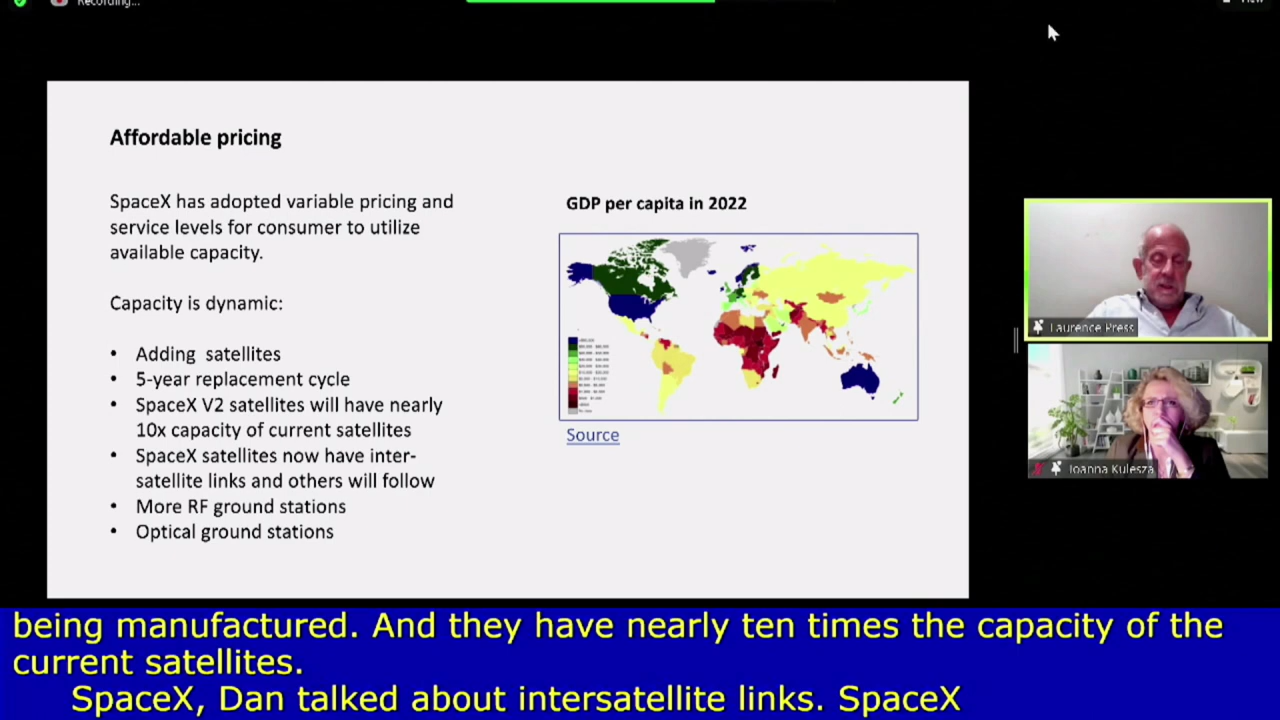 Recording...
View
Affordable pricing
SpaceX has adopted variable pricing and
service levels for consumer to utilize
available capacity.
Capacity is dynamic:
• Adding satellites
• 5-year replacement cycle
• SpaceX V2 satellites will have nearly
10x capacity of current satellites
• SpaceX satellites now have inter-
satellite links and others will follow
• More RF ground stations
• Optical ground stations
GDP per capita in 2022
Source
Laurence Press
Joanna Kulesza
being manufactured. And they have nearly ten times the capacity of the
current satellites.
SpaceX, Dan talked about intersatellite links. SpaceX